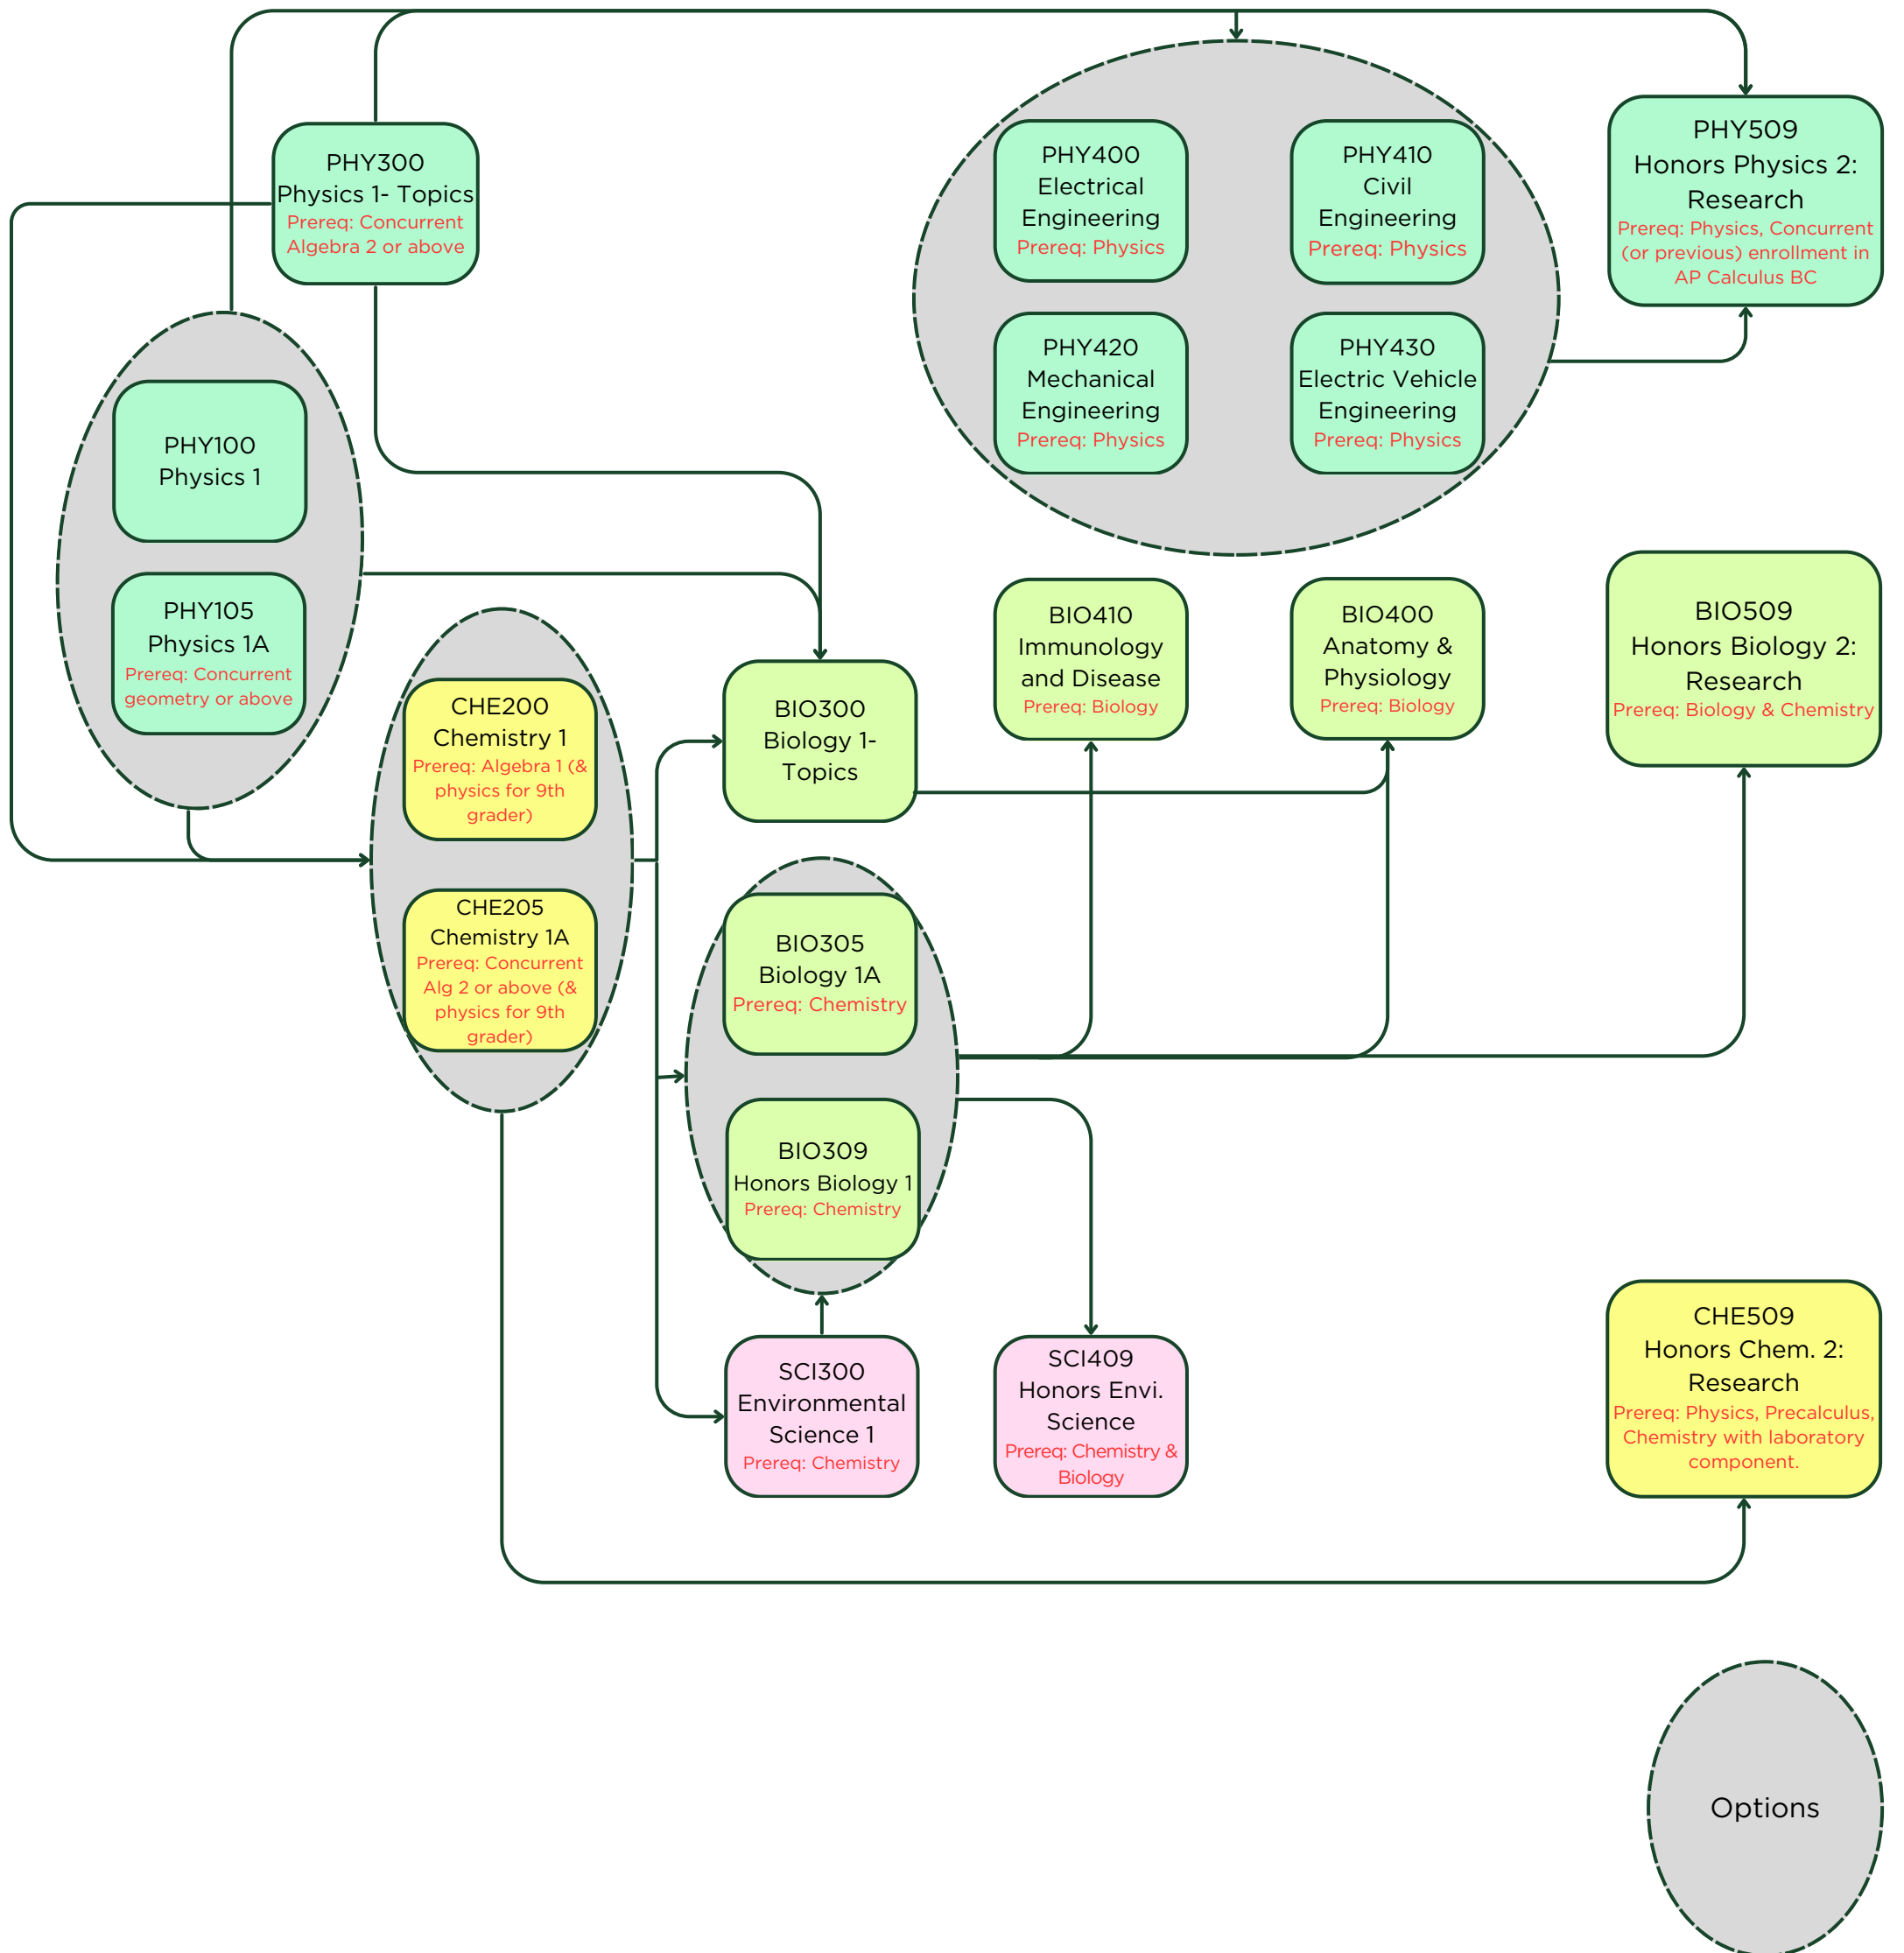 PHY300
Physics 1- Topics
Prereq: Concurrent
Algebra 2 or above
PHY400
Electrical
Engineering
Prereq: Physics
PHY410
Civil
Engineering
Prereq: Physics
PHY509
Honors Physics 2:
Research
Prereq: Physics, Concurrent
(or previous) enrollment in
AP Calculus BC
PHY420
Mechanical
Engineering
Prereq: Physics
PHY430
Electric Vehicle
Engineering
Prereq: Physics
PHY100
Physics 1
PHY105
Physics 1A
Prereq: Concurrent
geometry or above
CHE200
Chemistry 1
Prereq: Algebra 1 (&
physics for 9th
grader)
BIO300
Biology 1-
Topics
BIO410
Immunology
and Disease
Prereq: Biology
BIO400
Anatomy &
Physiology
Prereq: Biology
BIO509
Honors Biology 2:
Research
Prereq: Biology & Chemistry
CHE205
Chemistry 1A
Prereq: Concurrent
Alg 2 or above (&
physics for 9th
grader)
BIO305
Biology 1A
Prereq: Chemistry
BIO309
Honors Biology 1
Prereq: Chemistry
SCI300
Environmental
Science 1
Prereq: Chemistry
SCI409
Honors Envi.
Science
Prereq: Chemistry &
Biology
CHE509
Honors Chem. 2:
Research
Prereq: Physics, Precalculus,
Chemistry with laboratory
component.
Options